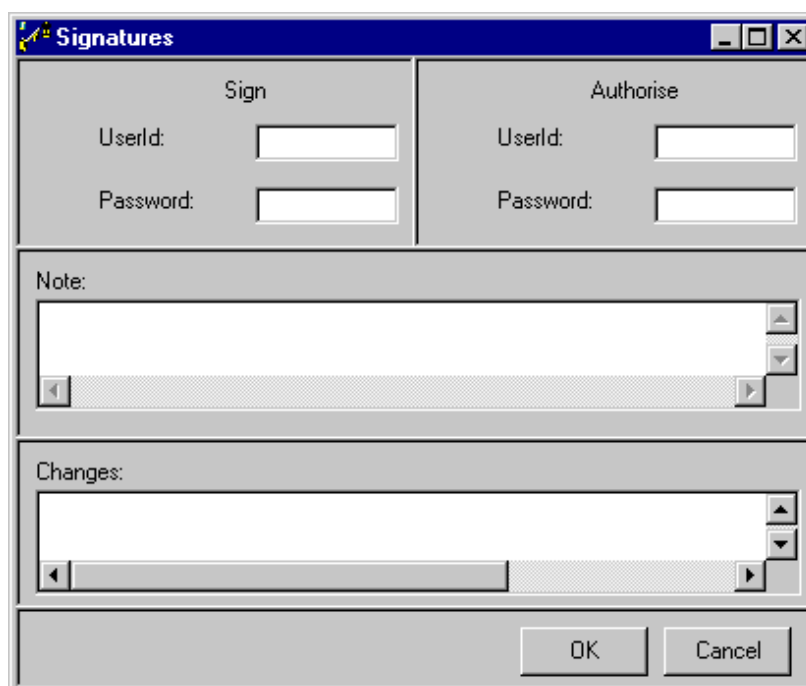 Signatures
Sign
UserId:
Password:
Authorise
UserId:
Password:
Note:
Changes:
OK
Cancel